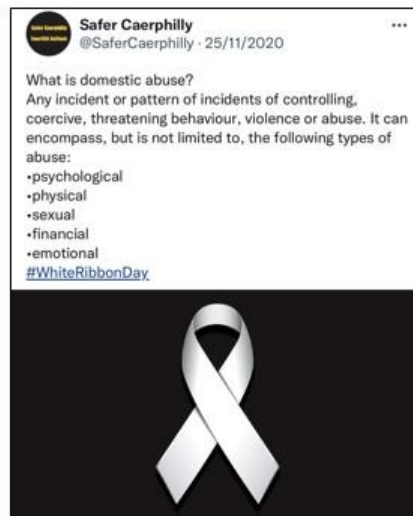 Safer Caerphilly
Safer Caerphilly
@SaferCaerphilly · 25/11/2020
What is domestic abuse?
Any incident or pattern of incidents of controlling,
coercive, threatening behaviour, violence or abuse. It can
encompass, but is not limited to, the following types of
abuse:
•psychological
•physical
•sexual
•financial
•emotional
#WhiteRibbonDay